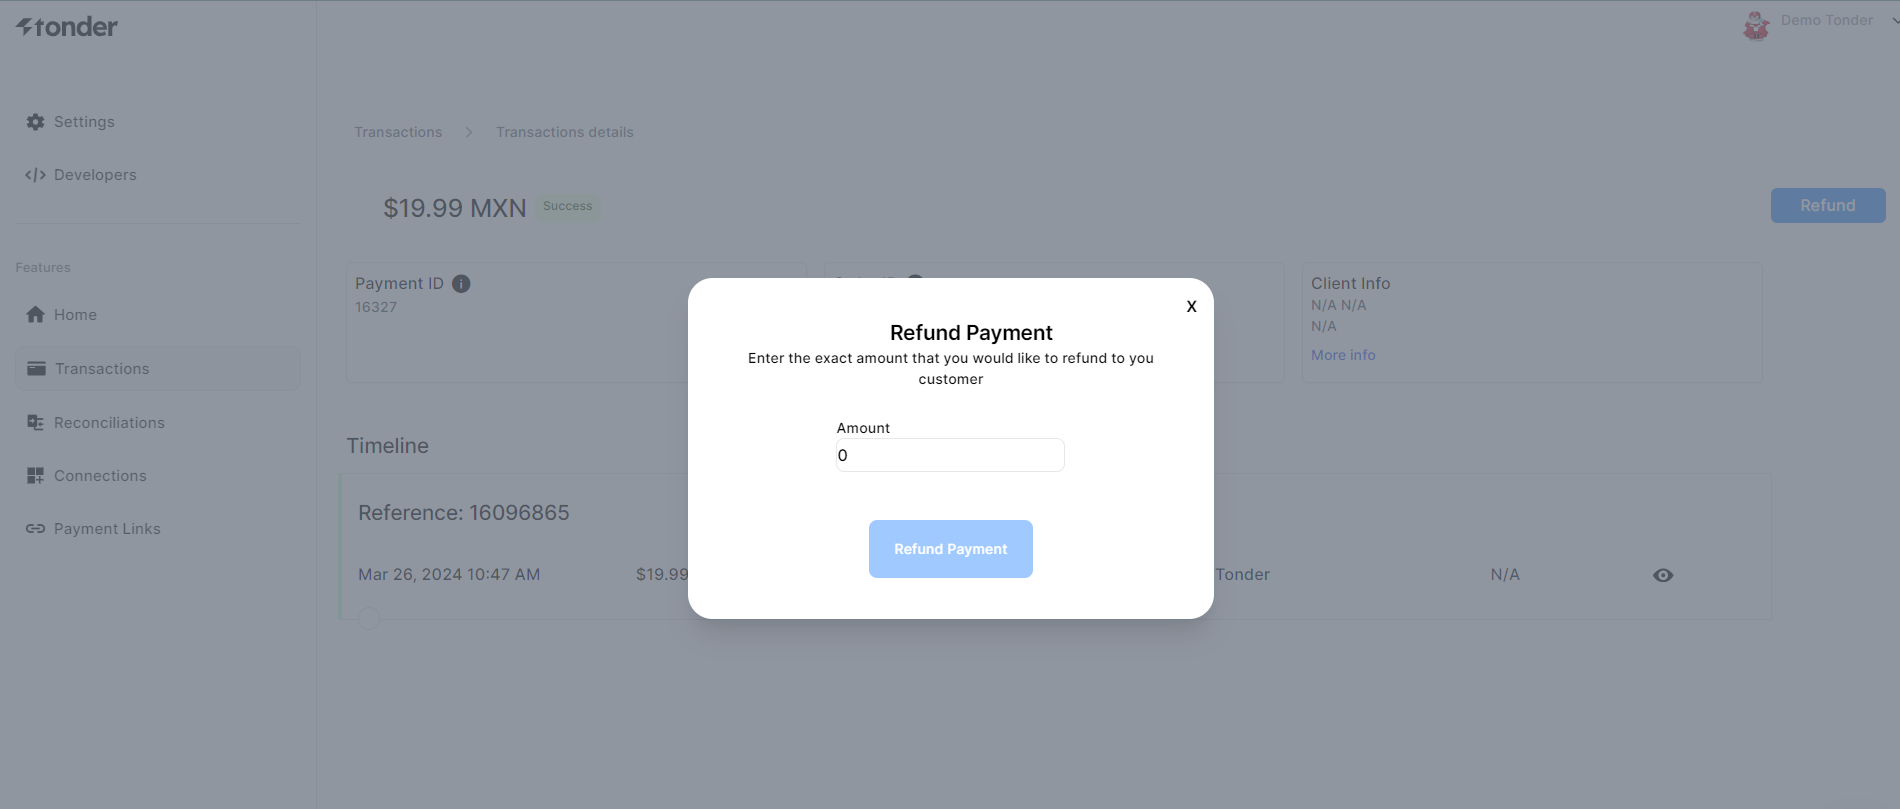 tonder
Demo Tonder
Settings
Developers
Features
Home
Transactions
Reconciliations
Connections
Payment Links
Transactions > Transactions details
$19.99 MXN Success
Refund
Payment ID
16327
Client Info
N/A N/A
N/A
More info
Timeline
Reference: 16096865
Mar 26, 2024 10:47 AM $19.99 Tonder N/A
X
Refund Payment
Enter the exact amount that you would like to refund to you
customer
Amount
0
Refund Payment